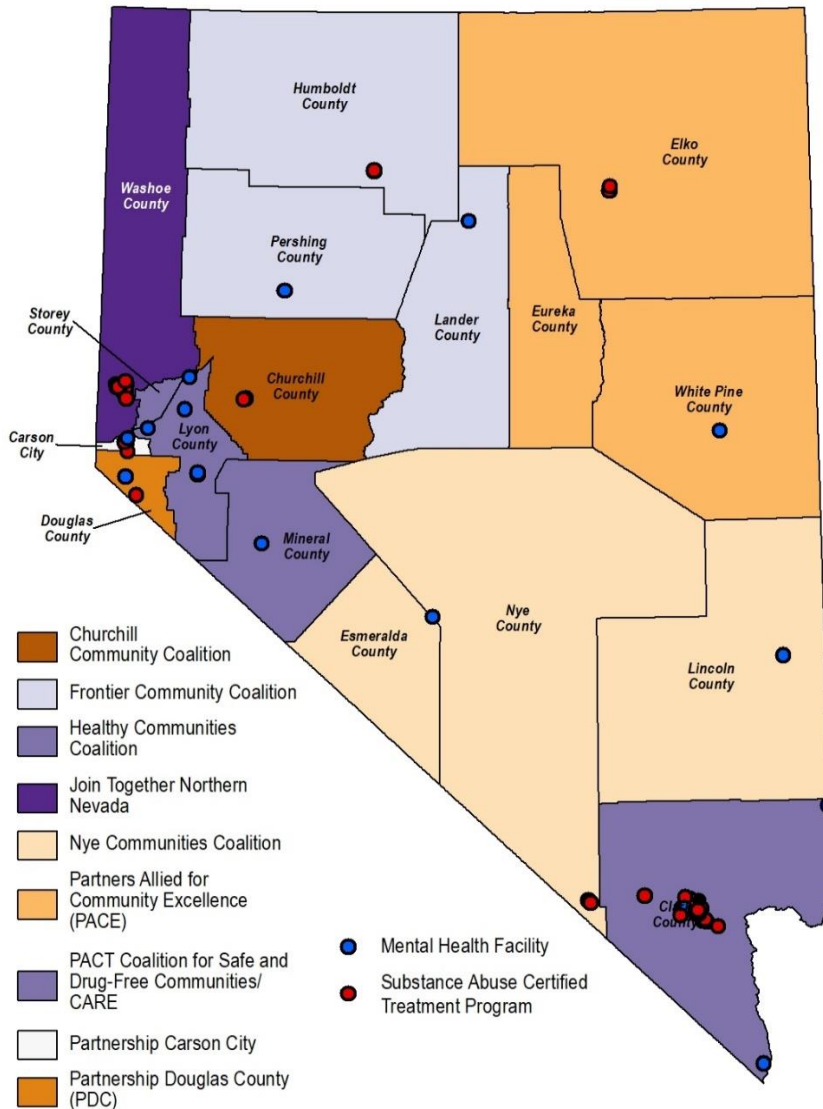 Humboldt
County
Elko
County
Washoe
County
Pershing
County
Storey
County
Lander
County
Eureka
County
Churchill
County
White Pine
County
Carson
City
Lyon
County
Douglas
County
Mineral
County
Esmeralda
County
Nye
County
Lincoln
County
County
Churchill
Community Coalition
Frontier Community Coalition
Healthy Communities
Coalition
Join Together Northern
Nevada
Nye Communities Coalition
Partners Allied for
Community Excellence
(PACE)
PACT Coalition for Safe and
Drug-Free Communities/
CARE
Partnership Carson City
Partnership Douglas County
(PDC)
Mental Health Facility
Substance Abuse Certified
Treatment Program